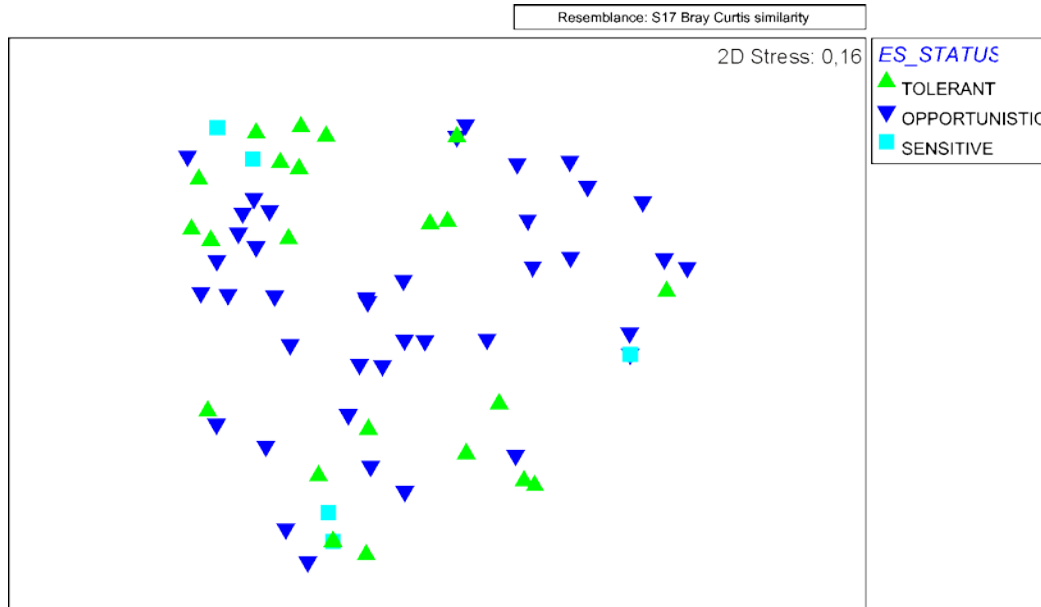 Resemblance: S17 Bray Curtis similarity
2D Stress: 0,16
ES_STATUS
TOLERANT
OPPORTUNISTIC
SENSITIVE